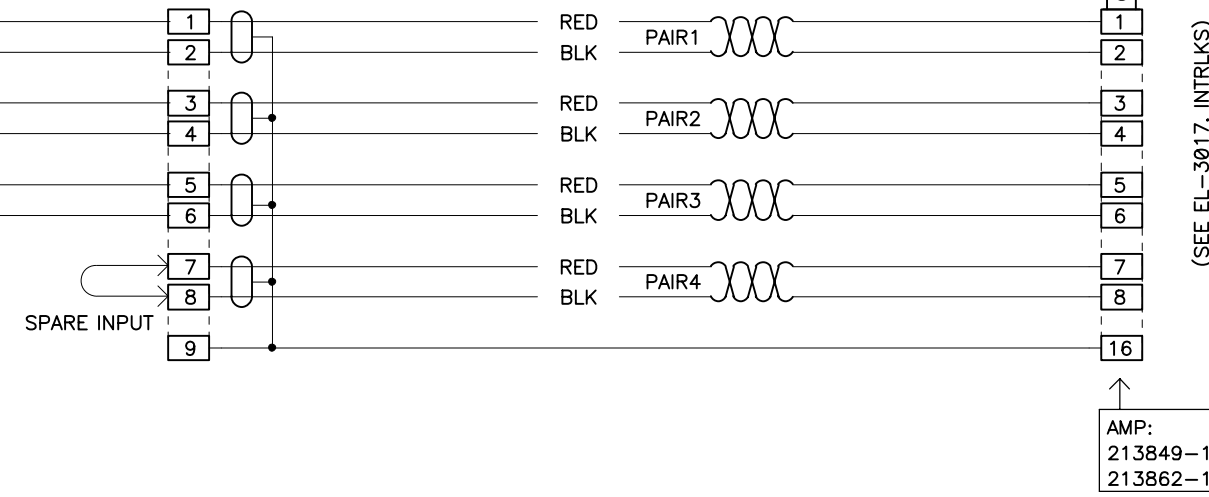 1 RED 1
PAIR1
2 BLK 2
3 RED 3
PAIR2
4 BLK 4
5 RED 5
PAIR3
6 BLK 6
7 RED 7
PAIR4
8 BLK 8
SPARE INPUT
9 16
(SEE EL-3017. INTRLKS)
AMP:
213849-1
213862-1